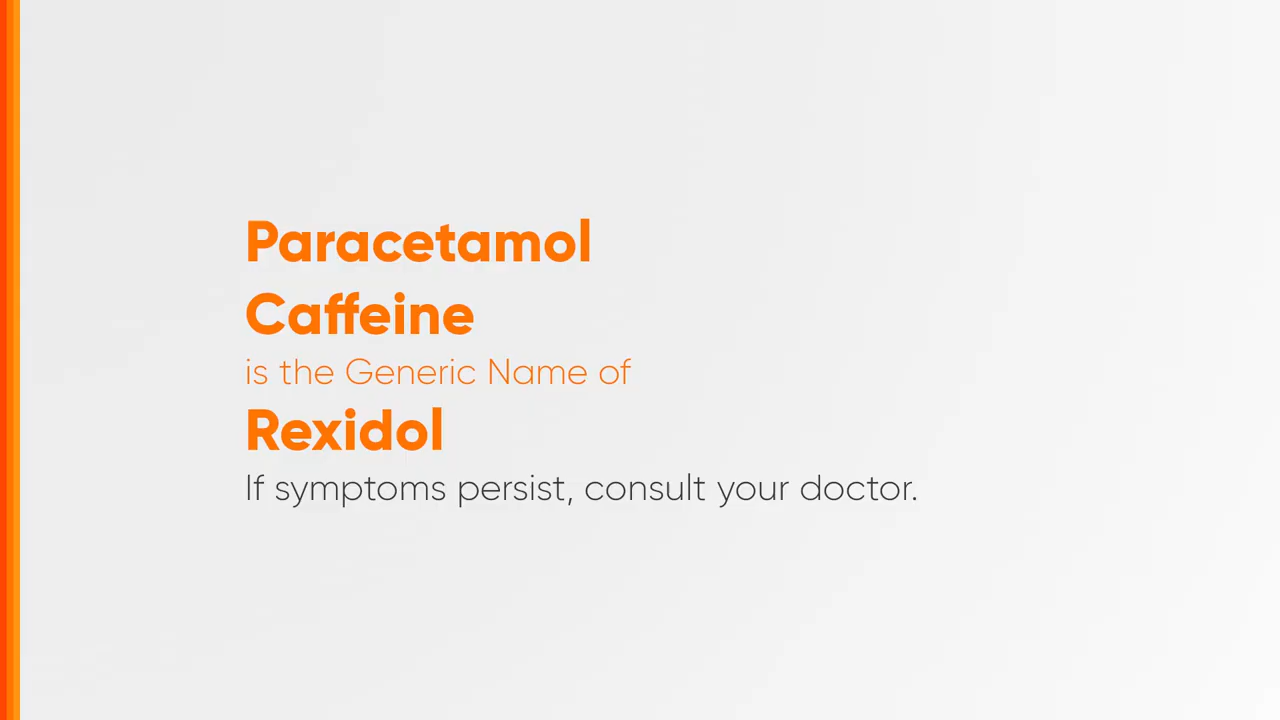 Paracetamol
Caffeine
is the Generic Name of
Rexidol
If symptoms persist, consult your doctor.